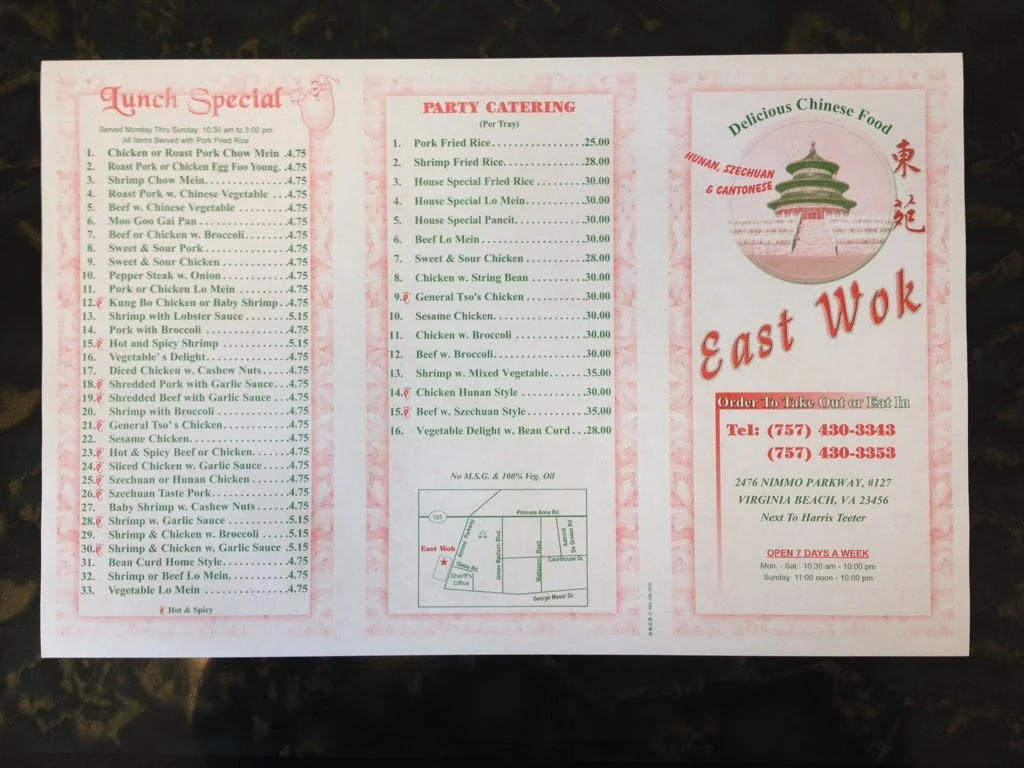 Lunch Special
Served Monday Thru Sunday: 10:30 am to 3:00 pm
All Items Served with Pork Fried Rice
1. Chicken or Roast Pork Chow Mein .4.75
2. Roast Pork or Chicken Egg Foo Young. .4.75
3. Shrimp Chow Mein. . . . . . . . . . . . . .4.75
4. Roast Pork w. Chinese Vegetable . . .4.75
5. Beef w. Chinese Vegetable . . . . . . . .4.75
6. Moo Goo Gai Pan . . . . . . . . . . . . . .4.75
7. Beef or Chicken w. Broccoli. . . . . . .4.75
8. Sweet & Sour Pork . . . . . . . . . . . . .4.75
9. Sweet & Sour Chicken . . . . . . . . . .4.75
10. Pepper Steak w. Onion . . . . . . . . . .4.75
11. Pork or Chicken Lo Mein . . . . . . . .4.75
12. Kung Bo Chicken or Baby Shrimp . .4.75
13. Shrimp with Lobster Sauce . . . . . . .5.15
14. Pork with Broccoli . . . . . . . . . . . . .4.75
15. Hot and Spicy Shrimp . . . . . . . . . .5.15
16. Vegetable's Delight. . . . . . . . . . . . .4.75
17. Diced Chicken w. Cashew Nuts . . . .4.75
18. Shredded Pork with Garlic Sauce. . .4.75
19. Shredded Beef with Garlic Sauce . . .4.75
20. Shrimp with Broccoli . . . . . . . . . . .4.75
21. General Tso's Chicken. . . . . . . . . . .4.75
22. Sesame Chicken. . . . . . . . . . . . . . .4.75
23. Hot & Spicy Beef or Chicken. . . . . .4.75
24. Sliced Chicken w. Garlic Sauce . . . .4.75
25. Szechuan or Hunan Chicken . . . . . .4.75
26. Szechuan Taste Pork. . . . . . . . . . . .4.75
27. Baby Shrimp w. Cashew Nuts . . . . .4.75
28. Shrimp w. Garlic Sauce . . . . . . . . .5.15
29. Shrimp & Chicken w. Broccoli . . . . .5.15
30. Shrimp & Chicken w. Garlic Sauce .5.15
31. Bean Curd Home Style. . . . . . . . . .4.75
32. Shrimp or Beef Lo Mein. . . . . . . . .4.75
33. Vegetable Lo Mein . . . . . . . . . . . .4.75
Hot & Spicy
PARTY CATERING
(Per Tray)
1. Pork Fried Rice. . . . . . . . . . . . . . . .25.00
2. Shrimp Fried Rice. . . . . . . . . . . . . .28.00
3. House Special Fried Rice . . . . . . . . .30.00
4. House Special Lo Mein. . . . . . . . . . .30.00
5. House Special Pancit. . . . . . . . . . . .30.00
6. Beef Lo Mein . . . . . . . . . . . . . . . . .30.00
7. Sweet & Sour Chicken . . . . . . . . . .28.00
8. Chicken w. String Bean . . . . . . . . .30.00
9. General Tso's Chicken . . . . . . . . . .30.00
10. Sesame Chicken. . . . . . . . . . . . . . .30.00
11. Chicken w. Broccoli . . . . . . . . . . . .30.00
12. Beef w. Broccoli. . . . . . . . . . . . . . .30.00
13. Shrimp w. Mixed Vegetable. . . . . . .35.00
14. Chicken Hunan Style . . . . . . . . . . .30.00
15. Beef w. Szechuan Style. . . . . . . . . .35.00
16. Vegetable Delight w. Bean Curd . . .28.00
No M.S.G. & 100% Veg. Oil
165
Princess Anne Rd.
Nimmo Parkway
East Wok
Glebe Rd
Sheriff's
Office
James Madison Blvd.
Road
Admiral
Courthouse Dr.
George Mason Dr.
Delicious Chinese Food
HUNAN, SZECHUAN
& CANTONESE
東苑
East Wok
Order To Take Out or Eat In
Tel: (757) 430-3343
(757) 430-3353
2476 NIMMO PARKWAY, #127
VIRGINIA BEACH, VA 23456
Next To Harris Teeter
OPEN 7 DAYS A WEEK
Mon. - Sat.: 10:30 am - 10:00 pm
Sunday: 11:00 noon - 10:00 pm